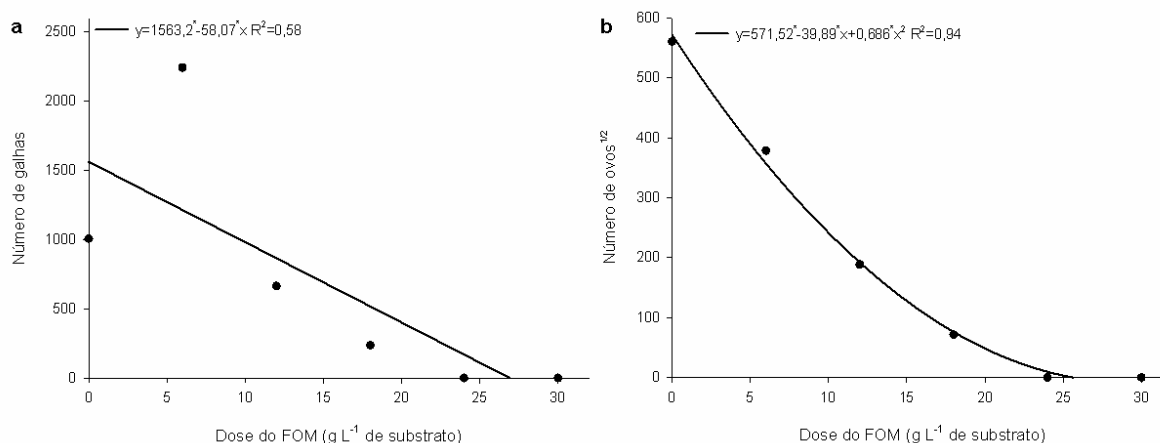 a
y=1563,2*-58,07*x R²=0,58
2500
2000
1500
1000
500
0
Número de galhas
0 5 10 15 20 25 30
Dose do FOM (g L⁻¹ de substrato)
b
y=571,52*-39,89*x+0,686*x² R²=0,94
600
500
400
300
200
100
0
Número de ovos¹/²
0 5 10 15 20 25 30
Dose do FOM (g L⁻¹ de substrato)